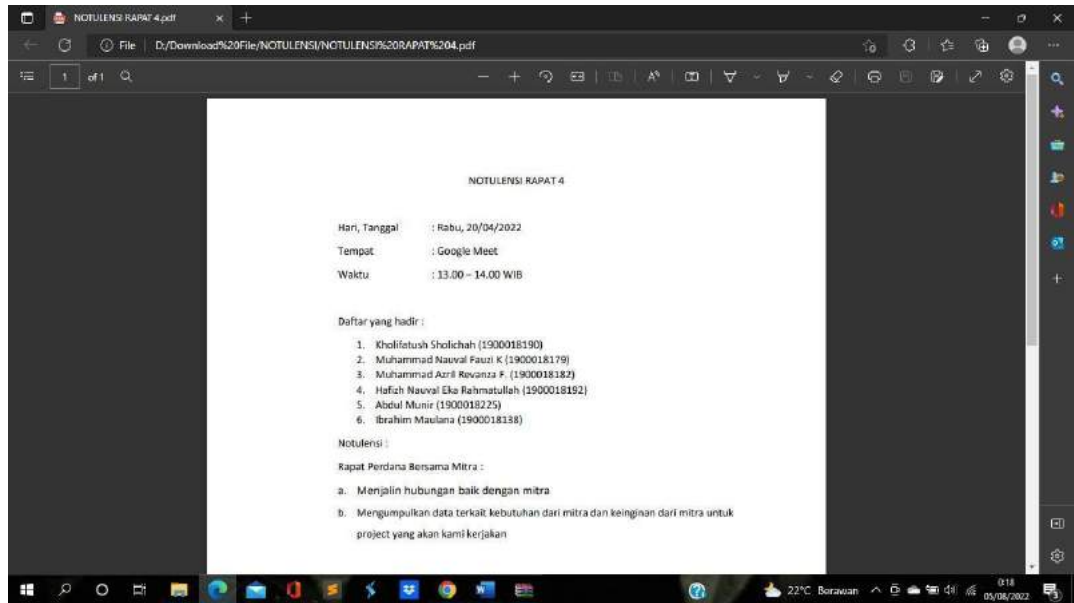 NOTULENSI RAPAT 4.pdf
File D:/Download%20File/NOTULENSI/NOTULENSI%20RAPAT%204.pdf
1 of 1
NOTULENSI RAPAT 4
Hari, Tanggal : Rabu, 20/04/2022
Tempat : Google Meet
Waktu : 13.00 – 14.00 WIB
Daftar yang hadir :
1. Kholifatush Sholichah (1900018190)
2. Muhammad Nauval Fauzi K (1900018179)
3. Muhammad Azril Revanza F. (1900018182)
4. Hafizh Nauval Eka Rahmatullah (1900018192)
5. Abdul Munir (1900018225)
6. Ibrahim Maulana (1900018138)
Notulensi :
Rapat Perdana Bersama Mitra :
a. Menjalin hubungan baik dengan mitra
b. Mengumpulkan data terkait kebutuhan dari mitra dan keinginan dari mitra untuk
project yang akan kami kerjakan
22°C Berawan
0:18
05/08/2022